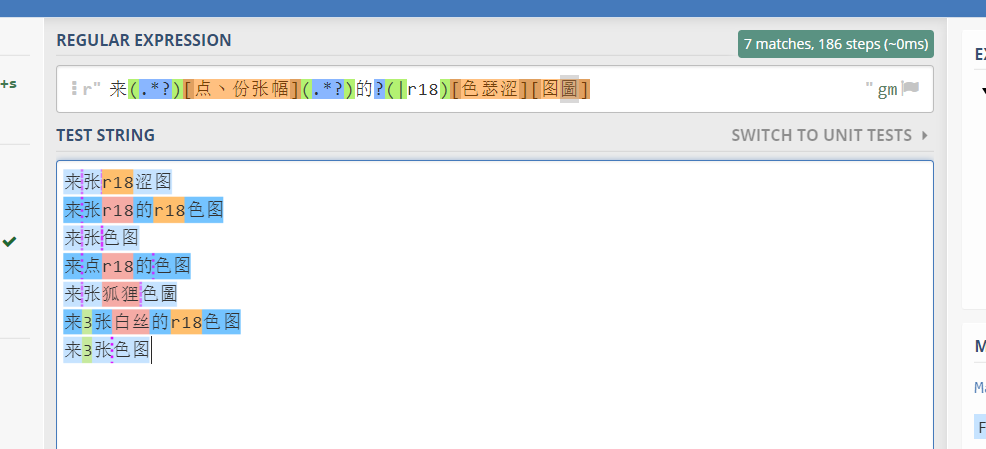 REGULAR EXPRESSION
7 matches, 186 steps (~0ms)
r" 来(.*?)[点丶份张幅](.*?)的?(|r18)[色瑟涩][图圖] " gm
+s
TEST STRING
SWITCH TO UNIT TESTS
来张r18涩图
来张r18的r18色图
来张色图
来点r18的色图
来张狐狸色圖
来3张白丝的r18色图
来3张色图